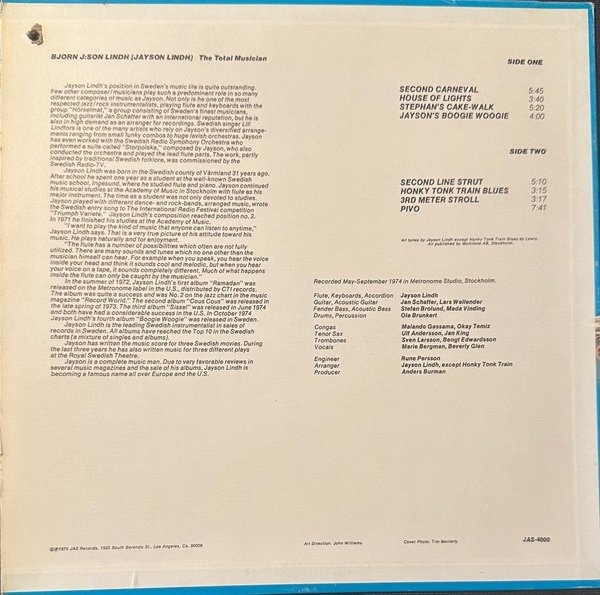 BJORN J:SON LINDH (JAYSON LINDH) The Total Musician
Jayson Lindh's position in Sweden's music life is quite outstanding.
Few other composer/musicians play such a predominant role in so many
different categories of music as Jayson. Not only is he one of the most
respected jazz/rock instrumentalists, playing flute and keyboards with the
group "Hörselmat," a group consisting of Sweden's finest musicians,
including guitarist Jan Schaffer with an international reputation, but he is
also in high demand as an arranger for recordings. Swedish singer Lill
Lindfors is one of the many artists who rely on Jayson's diversified arrange-
ments ranging from small funky combos to huge lavish orchestras. Jayson
has even worked with the Swedish Radio Symphony Orchestra who
performed a suite called "Storpolska," composed by Jayson, who also
conducted the orchestra and played the lead flute parts. The work, partly
inspired by traditional Swedish folklore, was commissioned by the
Swedish Radio-TV.
Jayson Lindh was born in the Swedish county of Värmland 31 years ago.
After school he spent one year as a student at the well-known Swedish
music achool, Ingesund, where he studied flute and piano. Jayson continued
his musical studies at the Academy of Music in Stockholm with flute as his
major instrument. The time as a student was not only devoted to studies.
Jayson played with different dance- and rock-bands, arranged music, wrote
the Swedish entry song to The International Radio Festival competition
"Triumph Variete." Jayson Lindh's composition reached position no. 2.
In 1971 he finished his studies at the Academy of Music.
"I want to play the kind of music that anyone can listen to anytime,"
Jayson Lindh says. That is a very true picture of his attitude toward his
music. He plays naturally and for enjoyment.
"The flute has a number of possibilities which often are not fully
utilized. There are many sounds and tunes which no one other than the
musician himself can hear. For example when you speak, you hear the voice
inside your head and think it sounds cool and melodic, but when you hear
your voice on a tape, it sounds completely different. Much of what happens
inside the flute can only be caught by the musician."
In the summer of 1972, Jayson Lindh's first album "Ramadan" was
released on the Metronome label in the U.S., distributed by CTI records.
The album was quite a success and was No. 2 on the jazz chart in the music
magazine "Record World." The second album "Cous Cous" was released in
the late spring of 1973. The third album "Sissel" was released in June 1974
and both have had a considerable success in the U.S. In October 1974
Jayson Lindh's fourth album "Boogie Woogie" was released in Sweden.
Jayson Lindh is the leading Swedish instrumentalist in sales of
records in Sweden. All albums have reached the Top 10 in the Swedish
charts (a mixture of singles and albums).
Jayson has written the music score for three Swedish movies. During
the last three years he has also written music for three different plays
at the Royal Swedish Theatre.
Jayson is a complete music man. Due to very favorable reviews in
several music magazines and the sale of his albums, Jayson Lindh is
becoming a famous name all over Europe and the U.S.
SIDE ONE
SECOND CARNEVAL 5:45
HOUSE OF LIGHTS 3:40
STEPHAN'S CAKE-WALK 5:20
JAYSON'S BOOGIE WOOGIE 4:00
SIDE TWO
SECOND LINE STRUT 5:10
HONKY TONK TRAIN BLUES 3:15
3RD METER STROLL 3:17
PIVO 7:41
All tunes by Jayson Lindh except Honky Tonk Train Blues by Lewis.
All published by Multitone AB, Stockholm.
Recorded May-September 1974 in Metronome Studio, Stockholm.
Flute, Keyboards, Accordion Jayson Lindh
Guitar, Acoustic Guitar Jan Schaffer, Lars Wellender
Fender Bass, Acoustic Bass Stefan Brolund, Mads Vinding
Drums, Percussion Ola Brunkert
Congas Malando Gassama, Okay Temiz
Tenor Sax Ulf Andersson, Jan King
Trombones Sven Larsson, Bengt Edwardsson
Vocals Marie Bergman, Beverly Glen
Engineer Rune Persson
Arranger Jayson Lindh, except Honky Tonk Train
Producer Anders Burman
©℗1975 JAS Records, 1525 South Berendo St., Los Angeles, Ca. 90006
Art Direction: John Williams
Cover Photo: Tim Moriarty
JAS-4000